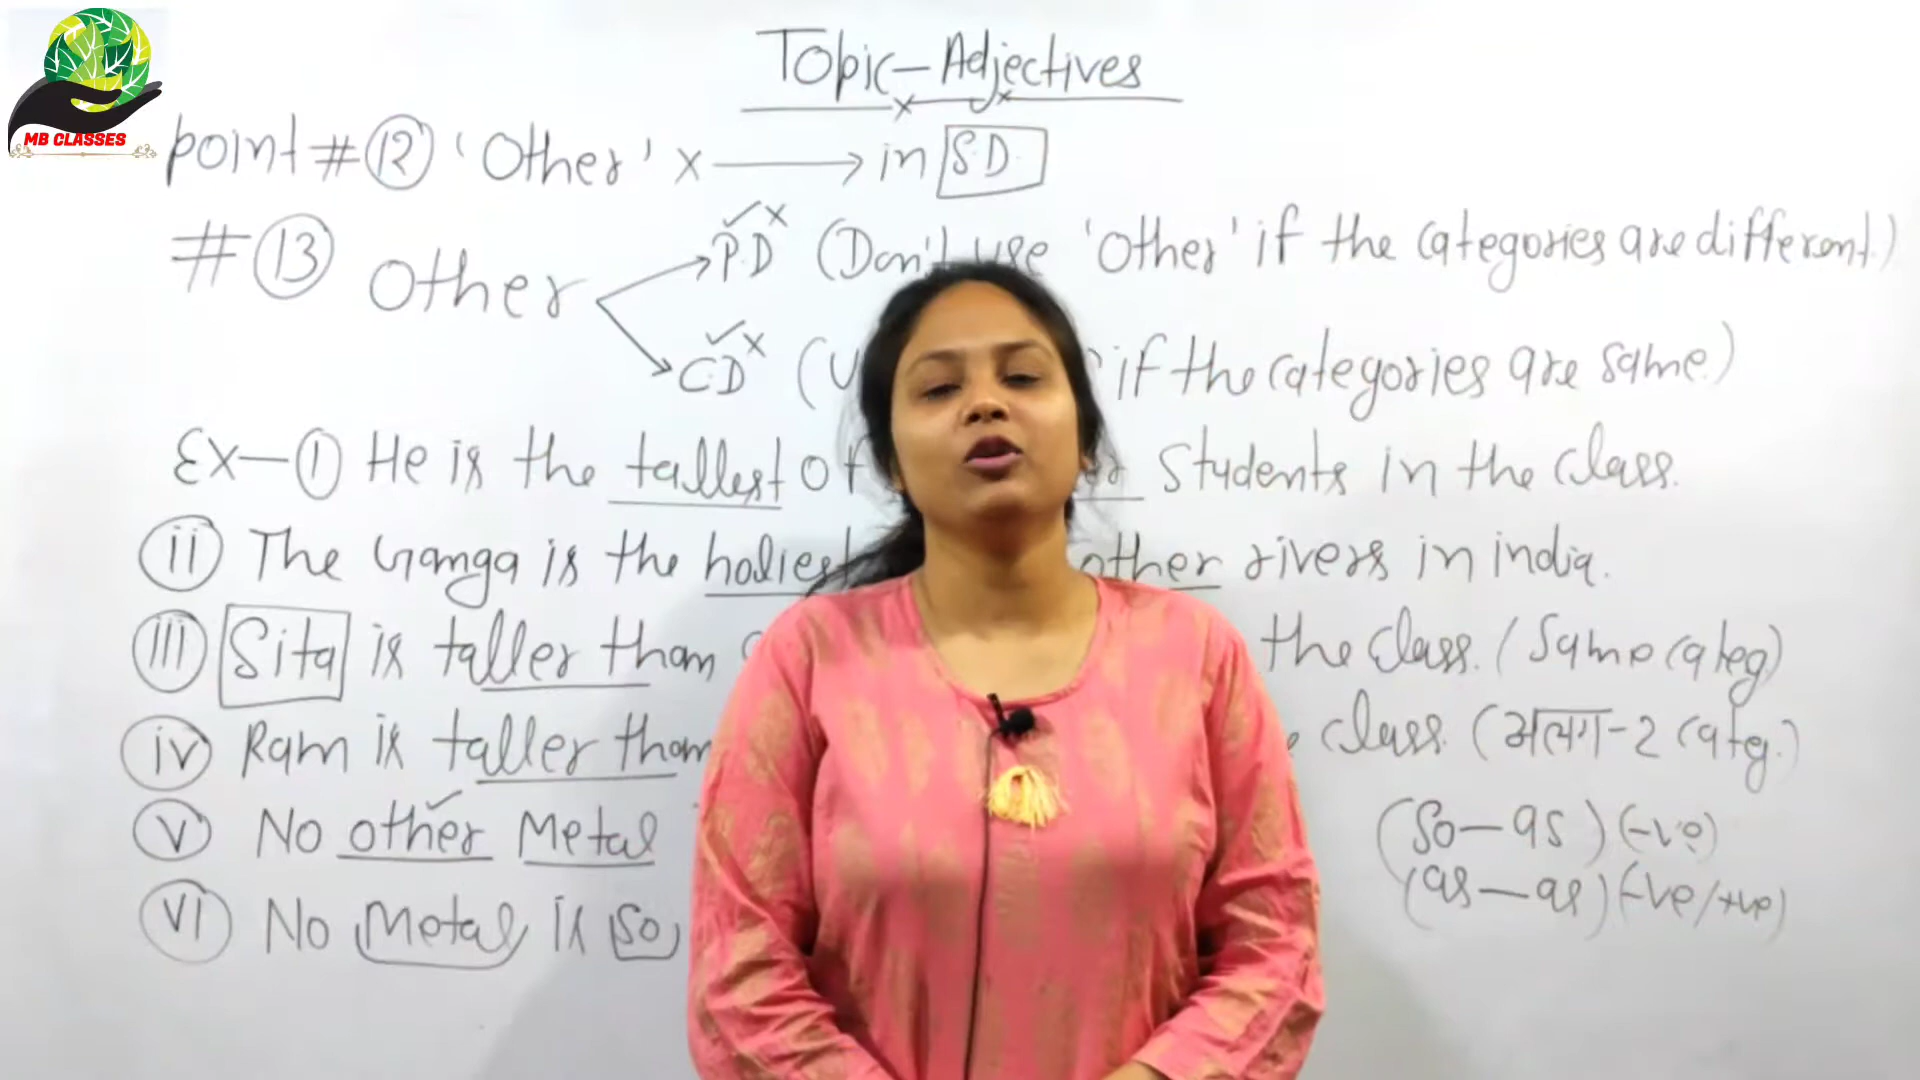 MB CLASSES
Topic - Adjectives
point # 12 'Other' x → in S.D.
# 13 Other
P.D ✓x (Don't use 'Other' if the categories are different.)
C.D ✓x ( if the categories are same.)
Ex - 1 He is the tallest of students in the class.
ii The Ganga is the holiest other rivers in india.
iii Sita is taller than the class. (Same categ.)
iv Ram is taller than class. (अलग-2 categ.)
v No other ✓ Metal (so - as) (-ve)
vi No Metal is so (as - as) (-ve/+ve)